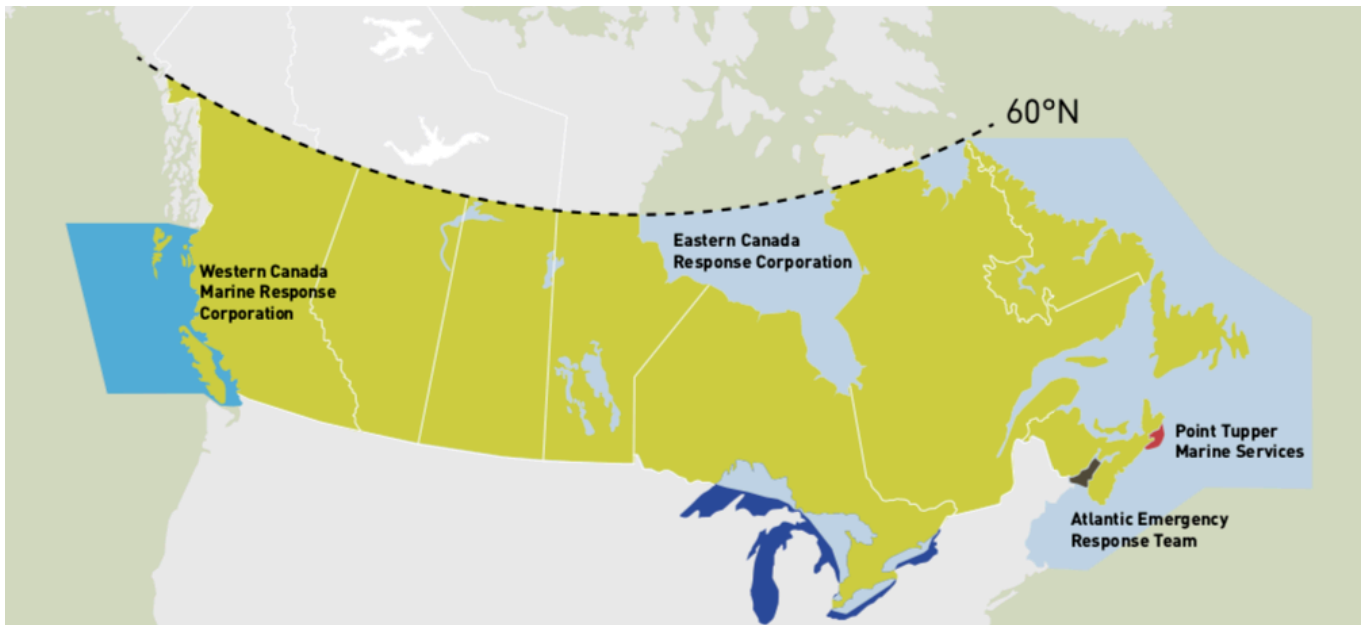 60°N
Eastern Canada
Response Corporation
Western Canada
Marine Response
Corporation
Point Tupper
Marine Services
Atlantic Emergency
Response Team